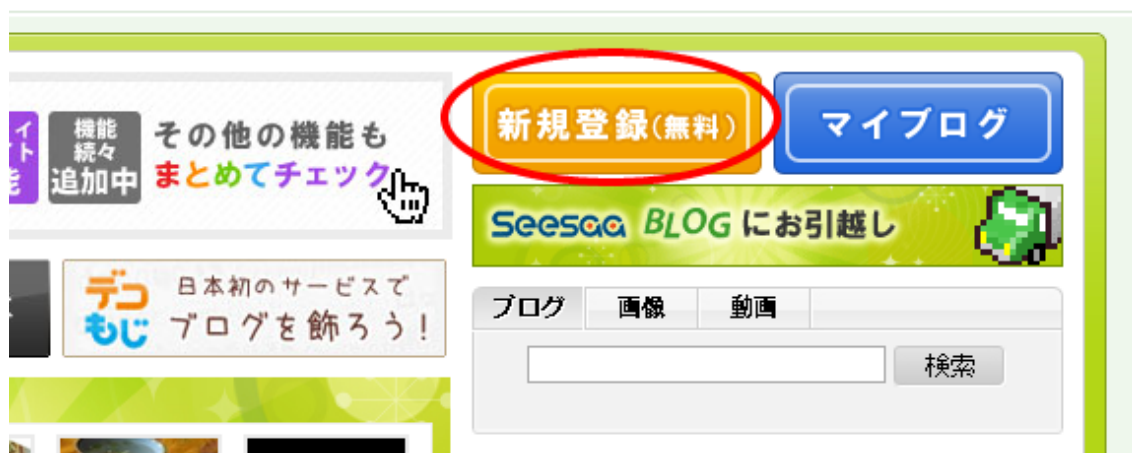 新規登録(無料)
マイブログ
イ
ト
能
機能
続々
追加中
その他の機能も
まとめてチェック
Seesaa BLOG にお引越し
デコ
もじ
日本初のサービスで
ブログを飾ろう!
ブログ
画像
動画
検索